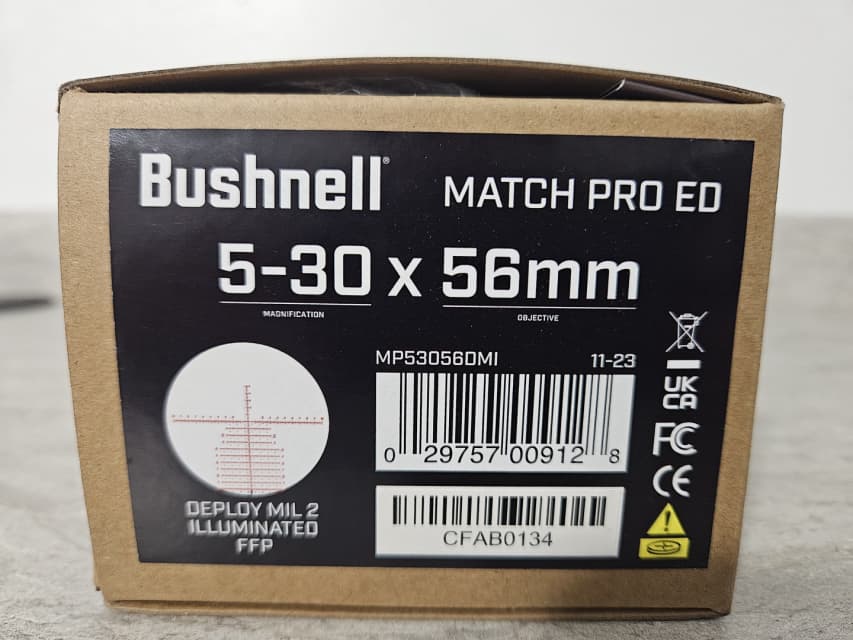 Bushnell®
MATCH PRO ED
5-30 x 56mm
MAGNIFICATION
OBJECTIVE
MP53056DMI
11-23
0 29757 00912 8
UK
CA
FC
CE
DEPLOY MIL 2
ILLUMINATED
FFP
CFAB0134